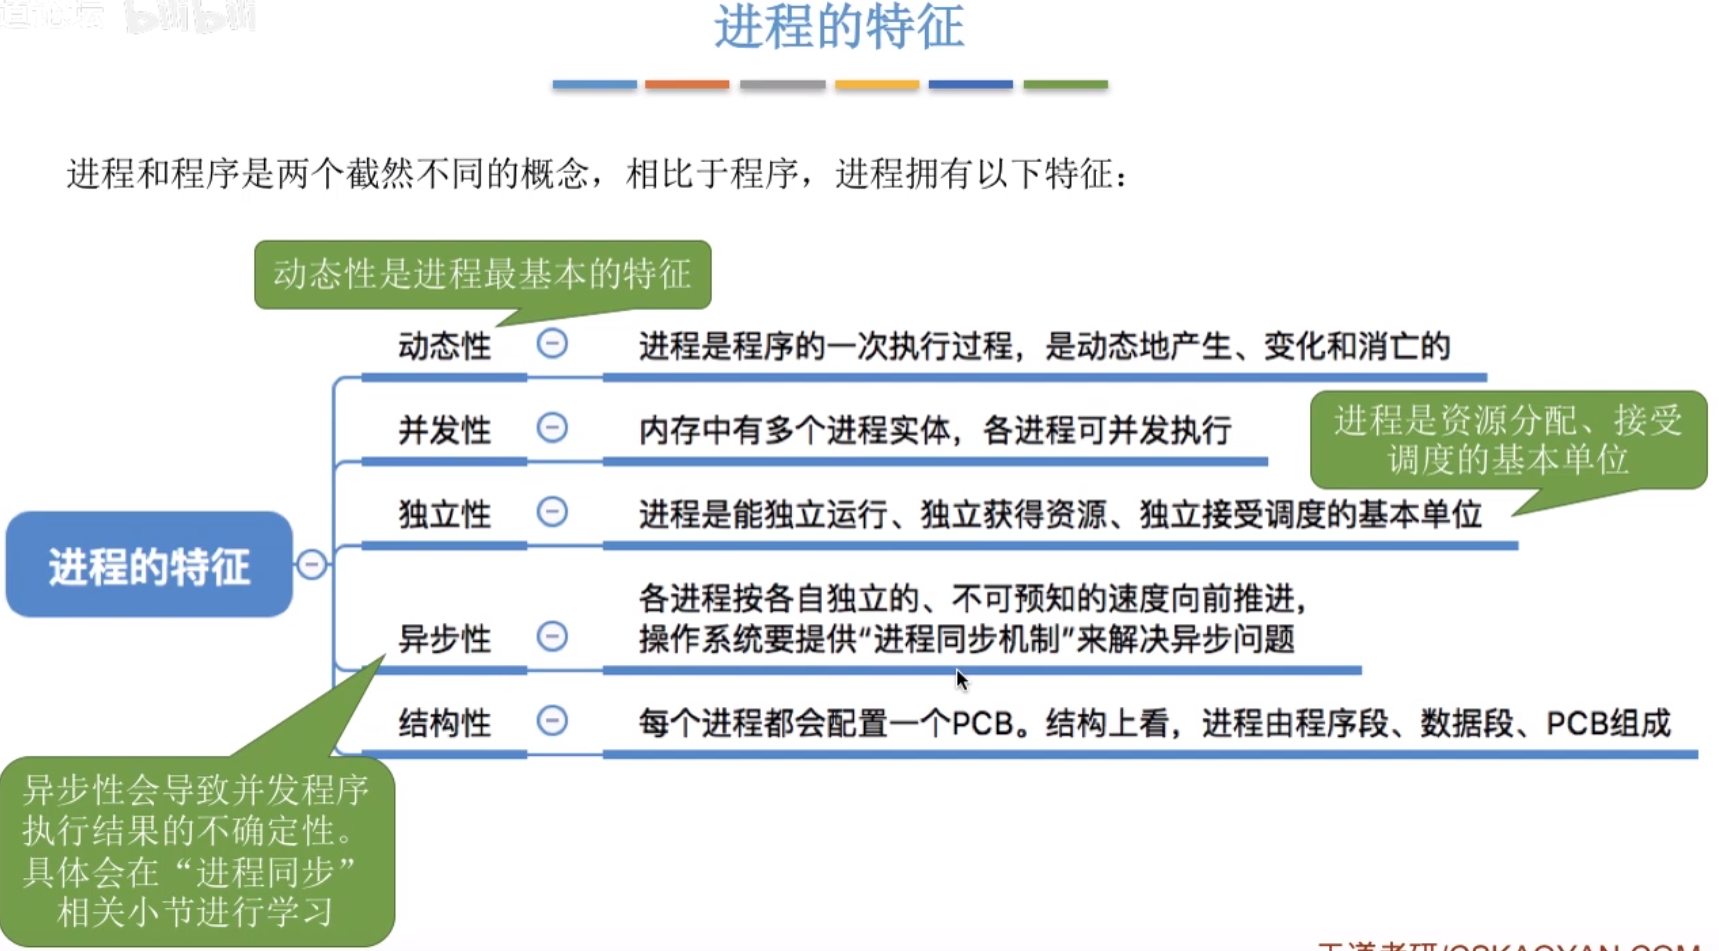 道论坛 bilibili
进程的特征
进程和程序是两个截然不同的概念，相比于程序，进程拥有以下特征：
动态性是进程最基本的特征
动态性 进程是程序的一次执行过程，是动态地产生、变化和消亡的
并发性 内存中有多个进程实体，各进程可并发执行
进程是资源分配、接受
调度的基本单位
独立性 进程是能独立运行、独立获得资源、独立接受调度的基本单位
进程的特征
各进程按各自独立的、不可预知的速度向前推进，
异步性 操作系统要提供“进程同步机制”来解决异步问题
结构性 每个进程都会配置一个PCB。结构上看，进程由程序段、数据段、PCB组成
异步性会导致并发程序
执行结果的不确定性。
具体会在“进程同步”
相关小节进行学习
王道考研/CSKAOYAN.COM